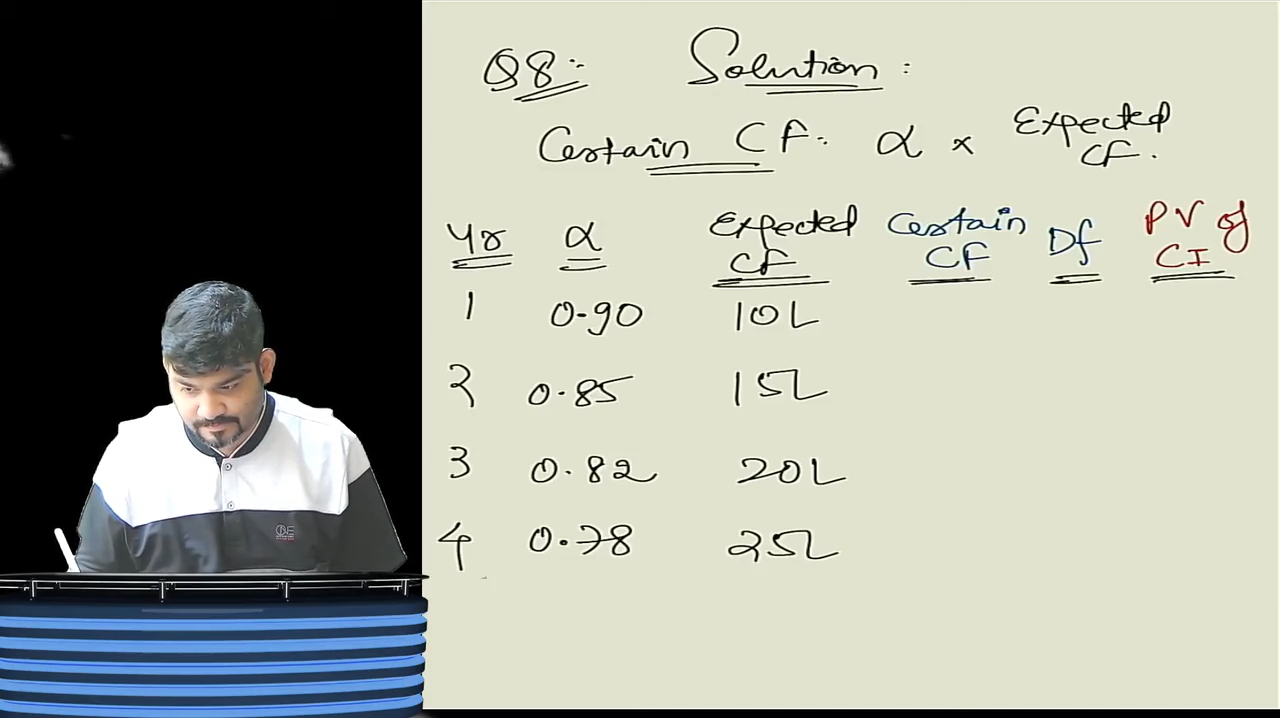 Q8:- Solution:
Certain CF:- α × Expected CF.
Yr α Expected CF Certain CF Df PV of CI
1 0.90 10L
2 0.85 15L
3 0.82 20L
4 0.78 25L